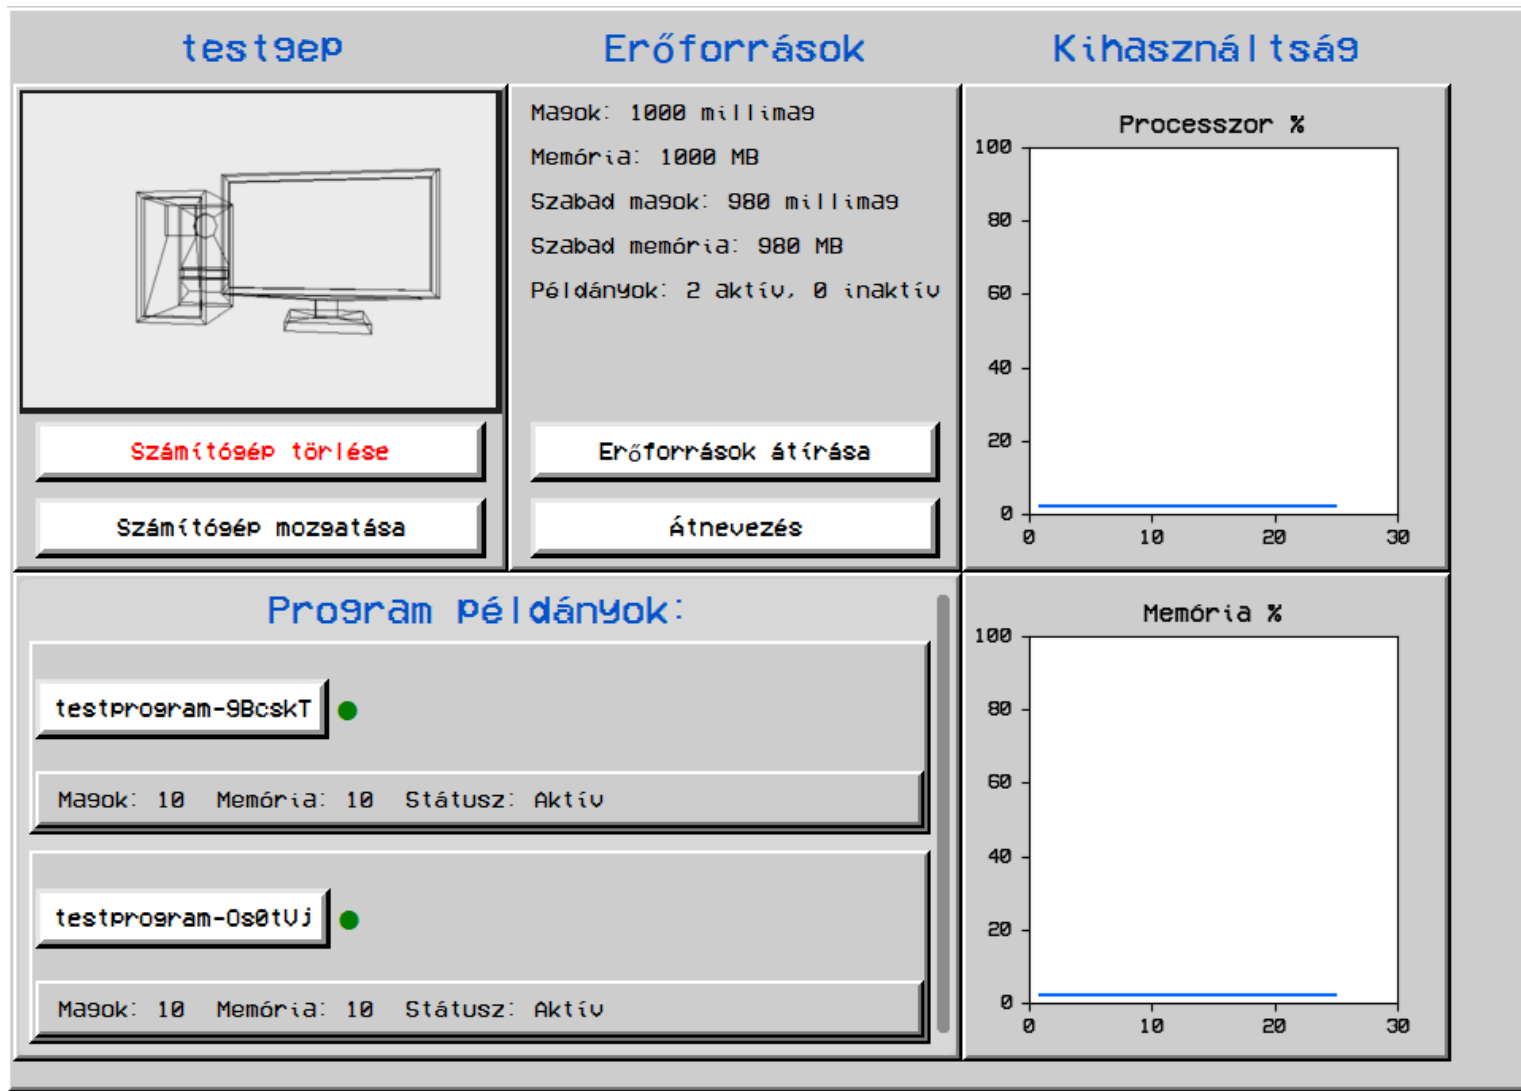 testgep
Erőforrások
Kihasználtság
Magok: 1000 millimag
Memória: 1000 MB
Szabad magok: 980 millimag
Szabad memória: 980 MB
Példányok: 2 aktív, 0 inaktív
Számítógép törlése
Számítógép mozgatása
Erőforrások átírása
Átnevezés
Processzor %
100
80
60
40
20
0
0 10 20 30
Program példányok:
testprogram-9BcskT
Magok: 10 Memória: 10 Státusz: Aktív
testprogram-Os0tVj
Magok: 10 Memória: 10 Státusz: Aktív
Memória %
100
80
60
40
20
0
0 10 20 30